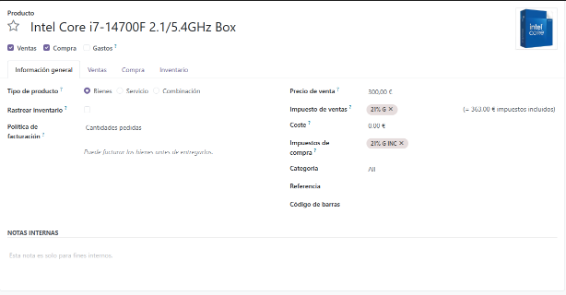 Producto
Intel Core i7-14700F 2.1/5.4GHz Box
intel
CORE
Ventas Compra Gastos ?
Información general Ventas Compra Inventario
Tipo de producto ? Bienes Servicio Combinación
Rastrear inventario ?
Política de facturación ? Cantidades pedidas
Puede facturar los bienes antes de entregarlos.
Precio de venta ? 300,00 €
Impuesto de ventas ? 21% G × (= 363,00 € impuestos incluidos)
Coste ? 0,00 €
Impuestos de compra ? 21% G INC ×
Categoría All
Referencia
Código de barras
NOTAS INTERNAS
Esta nota es solo para fines internos.